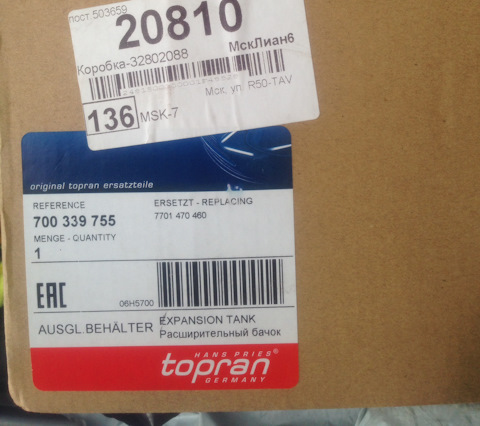 пост. 503659
20810
Коробка-32802088
МскЛиан6
Мск, уп. R50-TAV
136
MSK-7
original topran ersatzteile
REFERENCE
700 339 755
ERSETZT - REPLACING
7701 470 460
MENGE - QUANTITY
1
EAC
06H5700
AUSGL.BEHÄLTER
EXPANSION TANK
Расширительный бачок
HANS PRIES
topran®
GERMANY